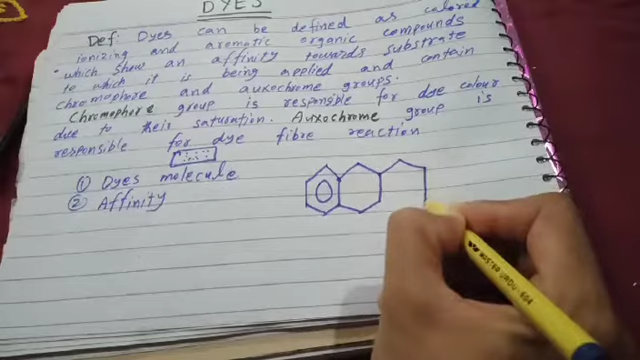 DYES
Def: Dyes can be defined as colored
ionizing and aromatic organic compounds
which show an affinity towards substrate
to which it is being applied and contain
chromophore and auxochrome groups.
Chromophore group is responsible for dye colour
due to their saturation. Auxochrome group is
responsible for dye fibre reaction
① Dyes molecule
② Affinity